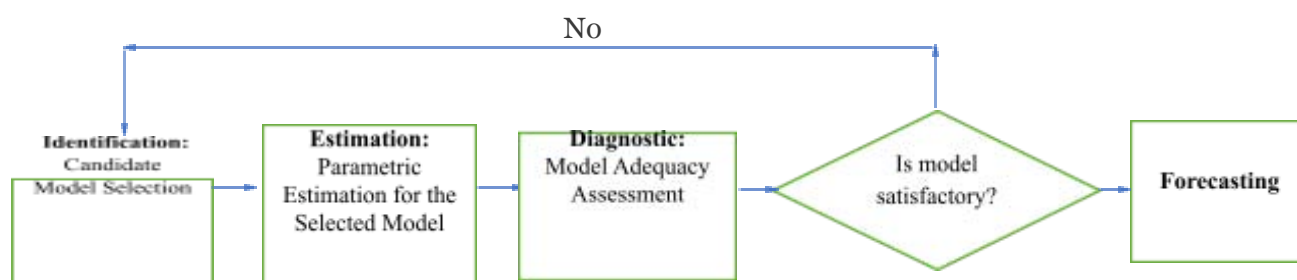 No
Identification:
Candidate
Model Selection
Estimation:
Parametric
Estimation for the
Selected Model
Diagnostic:
Model Adequacy
Assessment
Is model
satisfactory?
Forecasting